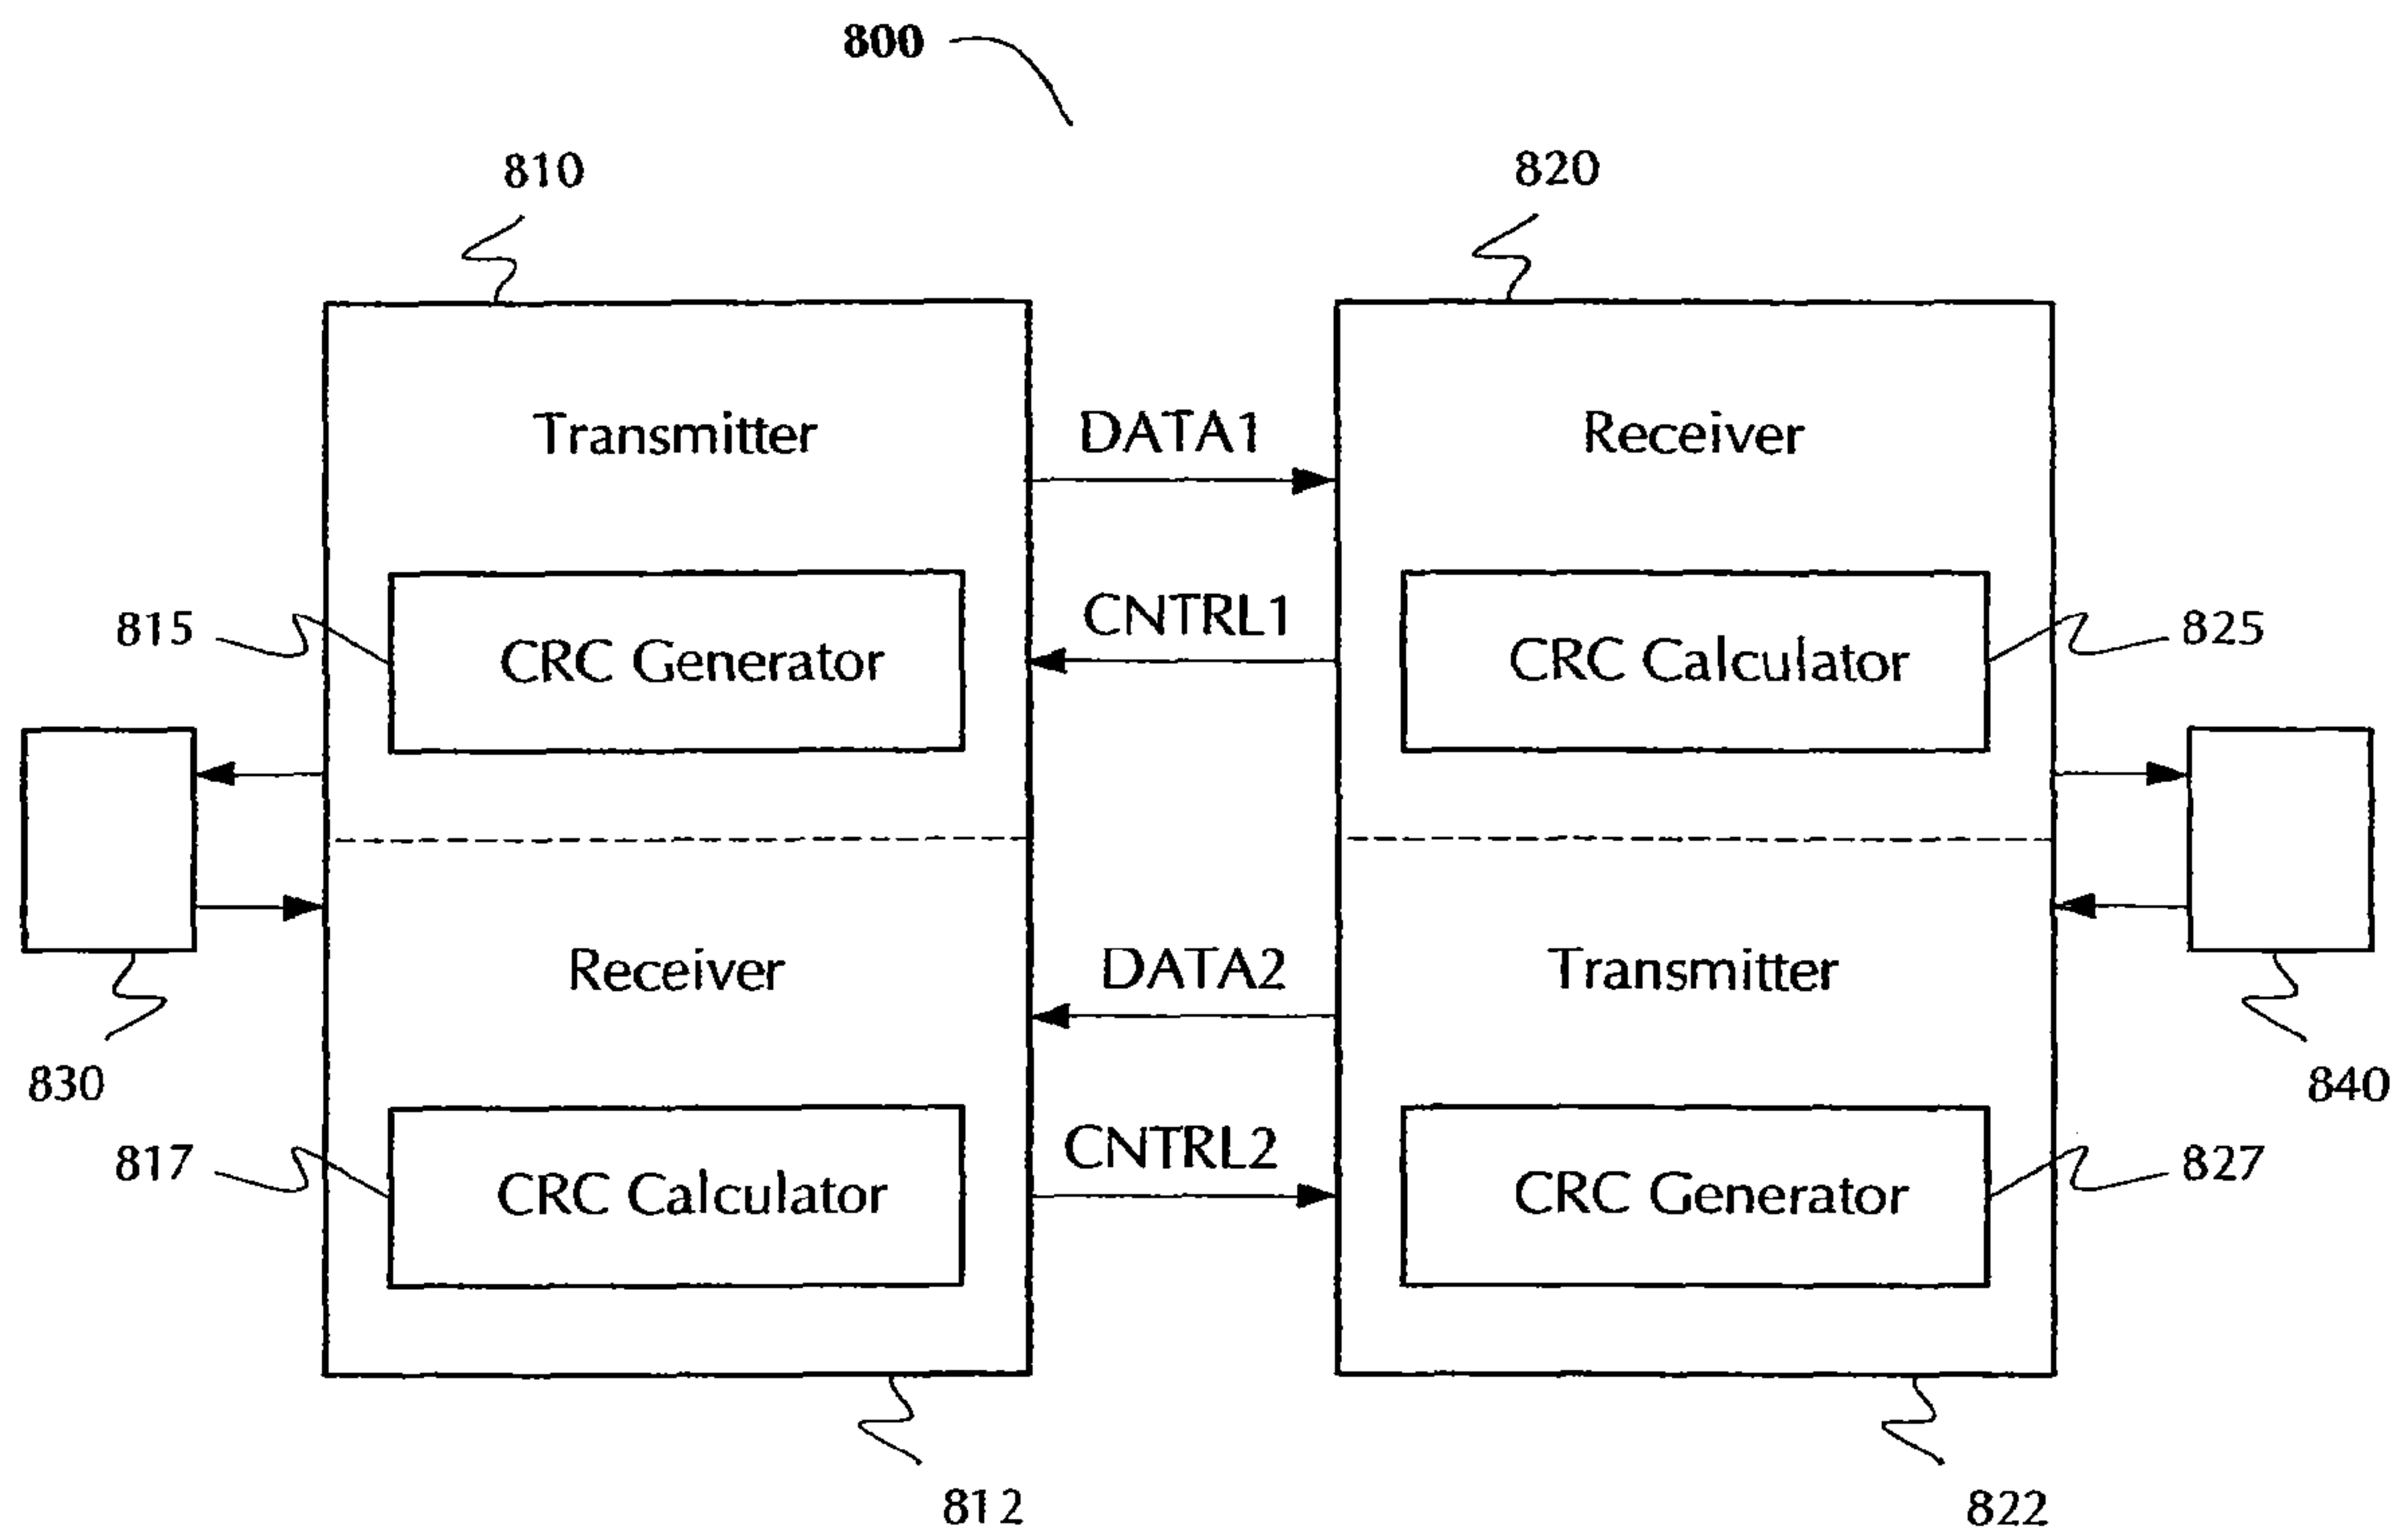 800
810
820
Transmitter
DATA1
Receiver
815
CRC Generator
CNTRL1
CRC Calculator
825
Receiver
DATA2
Transmitter
830
840
817
CRC Calculator
CNTRL2
CRC Generator
827
812
822